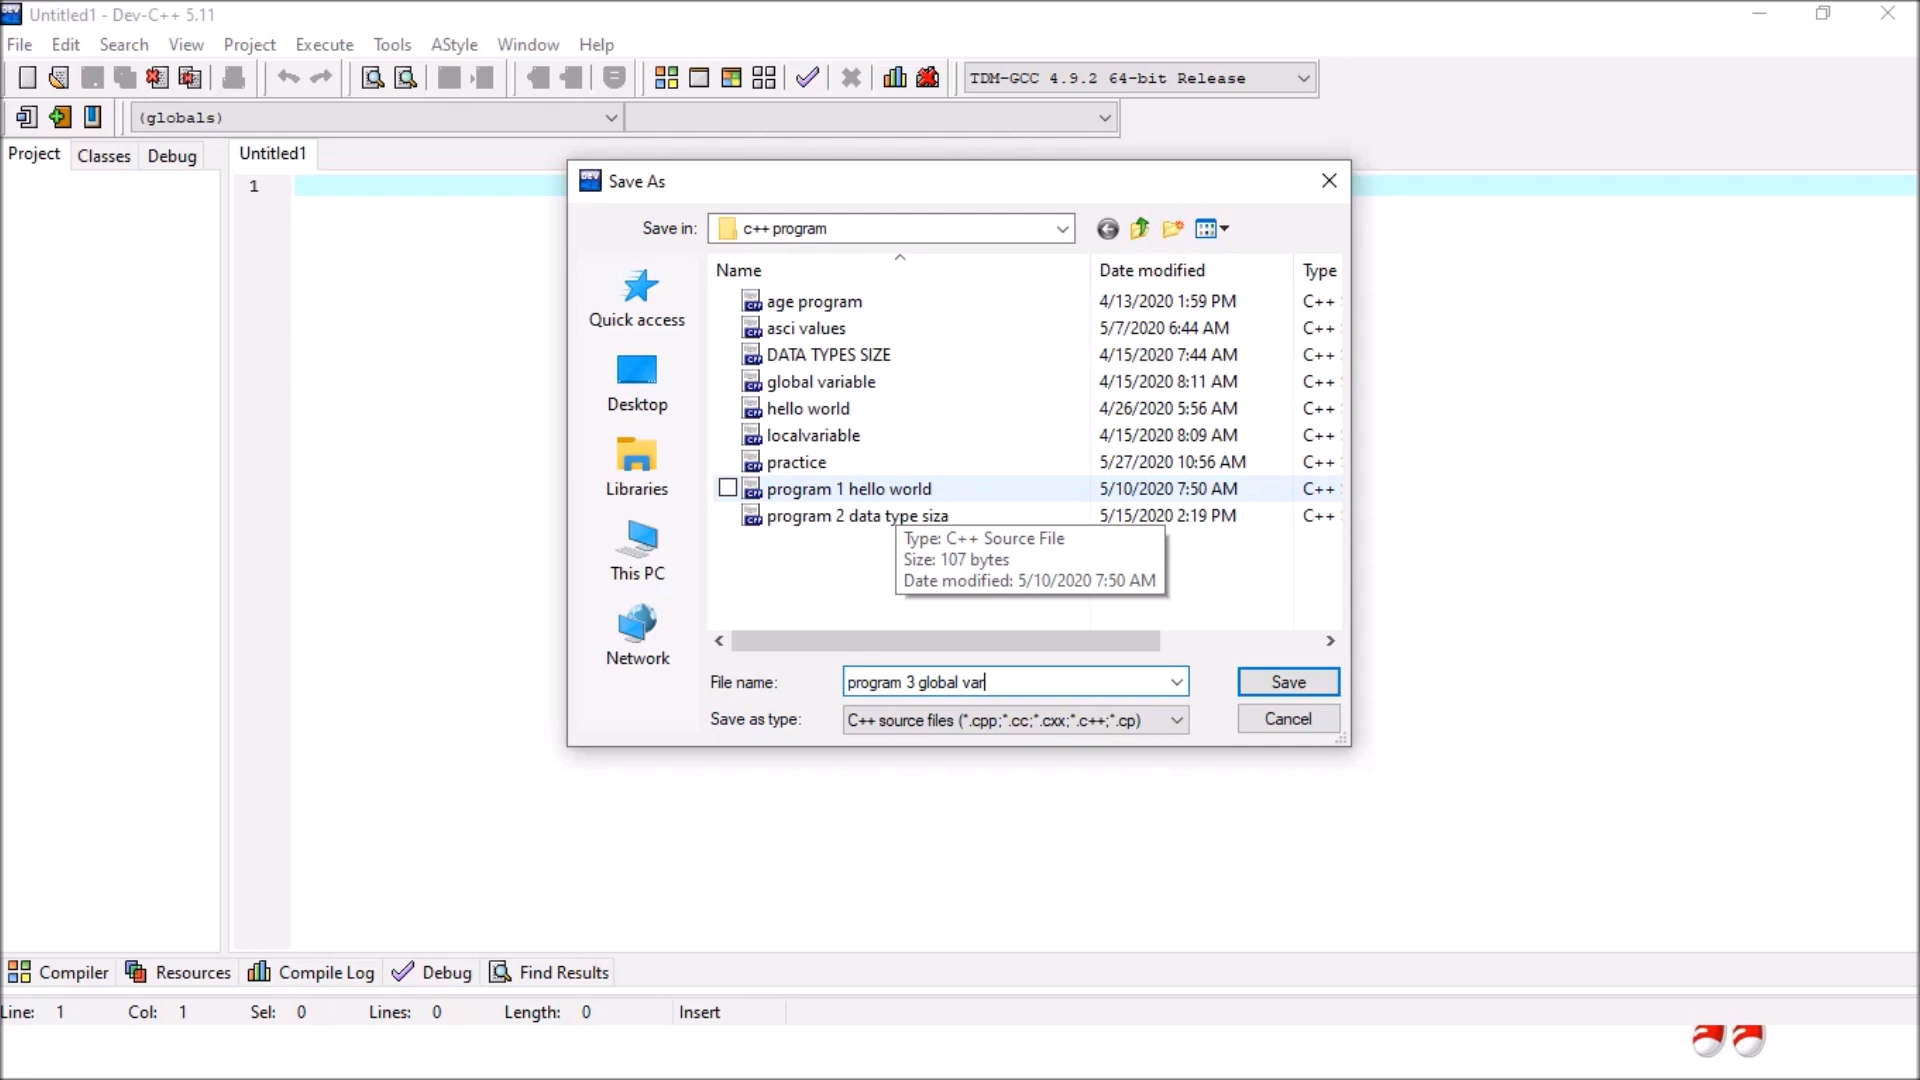 Untitled1 - Dev-C++ 5.11
File Edit Search View Project Execute Tools AStyle Window Help
TDM-GCC 4.9.2 64-bit Release
(globals)
Project Classes Debug Untitled1
1
Save As
Save in: c++ program
Name Date modified Type
age program 4/13/2020 1:59 PM C++
asci values 5/7/2020 6:44 AM C++
DATA TYPES SIZE 4/15/2020 7:44 AM C++
global variable 4/15/2020 8:11 AM C++
hello world 4/26/2020 5:56 AM C++
localvariable 4/15/2020 8:09 AM C++
practice 5/27/2020 10:56 AM C++
program 1 hello world 5/10/2020 7:50 AM C++
program 2 data type siza 5/15/2020 2:19 PM C++
Type: C++ Source File
Size: 107 bytes
Date modified: 5/10/2020 7:50 AM
Quick access
Desktop
Libraries
This PC
Network
File name: program 3 global var Save
Save as type: C++ source files (*.cpp;*.cc;*.cxx;*.c++;*.cp) Cancel
Compiler Resources Compile Log Debug Find Results
Line: 1 Col: 1 Sel: 0 Lines: 0 Length: 0 Insert